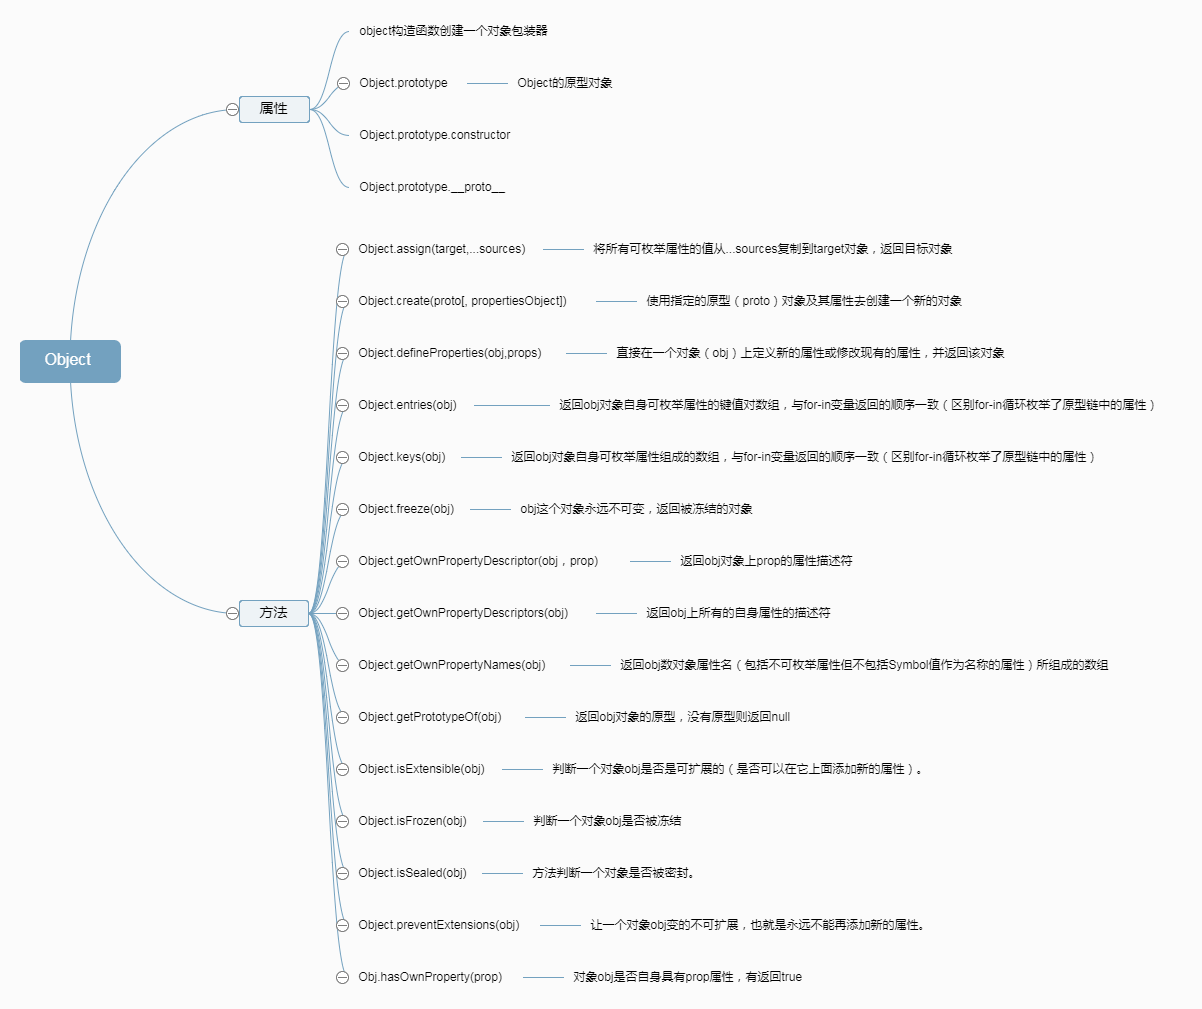 Object
属性
object构造函数创建一个对象包装器
Object.prototype
Object的原型对象
Object.prototype.constructor
Object.prototype.__proto__
方法
Object.assign(target,...sources)
将所有可枚举属性的值从...sources复制到target对象，返回目标对象
Object.create(proto[, propertiesObject])
使用指定的原型（proto）对象及其属性去创建一个新的对象
Object.defineProperties(obj,props)
直接在一个对象（obj）上定义新的属性或修改现有的属性，并返回该对象
Object.entries(obj)
返回obj对象自身可枚举属性的键值对数组，与for-in变量返回的顺序一致（区别for-in循环枚举了原型链中的属性）
Object.keys(obj)
返回obj对象自身可枚举属性组成的数组，与for-in变量返回的顺序一致（区别for-in循环枚举了原型链中的属性）
Object.freeze(obj)
obj这个对象永远不可变，返回被冻结的对象
Object.getOwnPropertyDescriptor(obj，prop)
返回obj对象上prop的属性描述符
Object.getOwnPropertyDescriptors(obj)
返回obj上所有的自身属性的描述符
Object.getOwnPropertyNames(obj)
返回obj数对象属性名（包括不可枚举属性但不包括Symbol值作为名称的属性）所组成的数组
Object.getPrototypeOf(obj)
返回obj对象的原型，没有原型则返回null
Object.isExtensible(obj)
判断一个对象obj是否是可扩展的（是否可以在它上面添加新的属性）。
Object.isFrozen(obj)
判断一个对象obj是否被冻结
Object.isSealed(obj)
方法判断一个对象是否被密封。
Object.preventExtensions(obj)
让一个对象obj变的不可扩展，也就是永远不能再添加新的属性。
Obj.hasOwnProperty(prop)
对象obj是否自身具有prop属性，有返回true